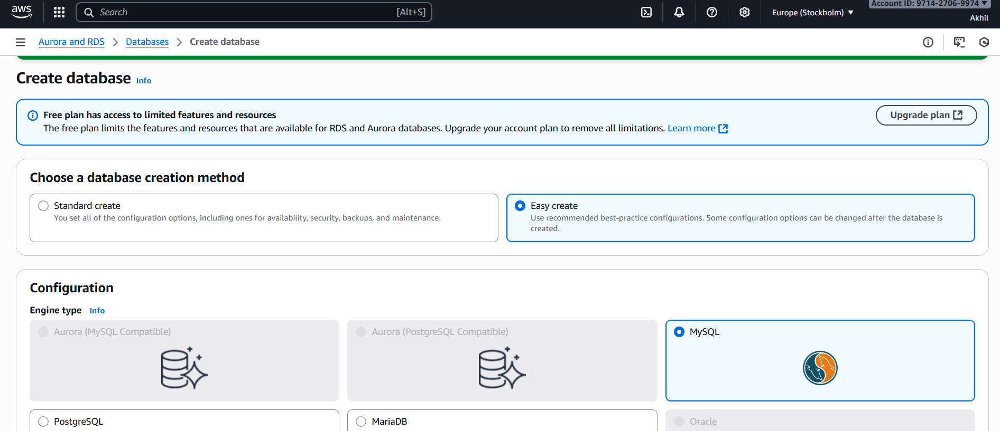 aws
Search [Alt+S]
Europe (Stockholm)
Account ID: 9714-2706-9974
Akhil
Aurora and RDS
Databases
Create database
Create database Info
Free plan has access to limited features and resources
The free plan limits the features and resources that are available for RDS and Aurora databases. Upgrade your account plan to remove all limitations. Learn more
Upgrade plan
Choose a database creation method
Standard create
You set all of the configuration options, including ones for availability, security, backups, and maintenance.
Easy create
Use recommended best-practice configurations. Some configuration options can be changed after the database is
created.
Configuration
Engine type Info
Aurora (MySQL Compatible)
Aurora (PostgreSQL Compatible)
MySQL
PostgreSQL
MariaDB
Oracle